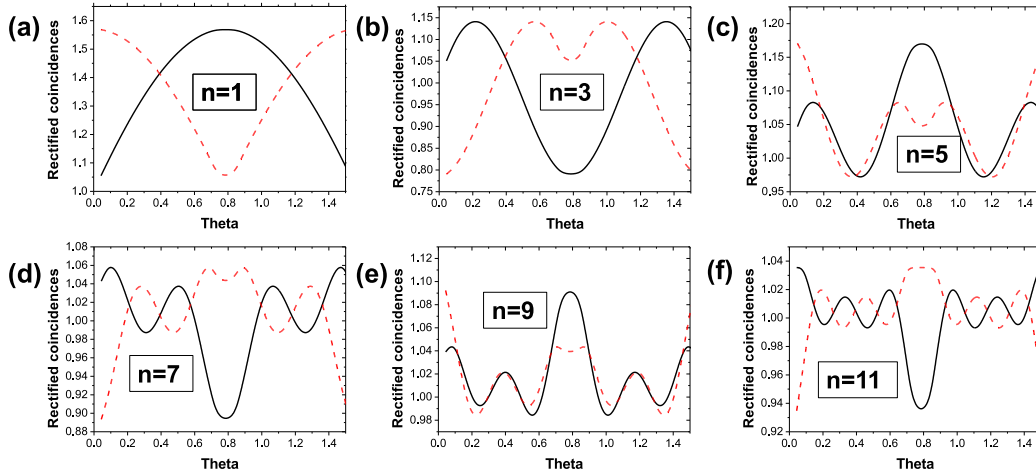 (a)
Rectified coincidences
1.6
1.5
1.4
1.3
1.2
1.1
1.0
n=1
0.0 0.2 0.4 0.6 0.8 1.0 1.2 1.4
Theta
(b)
Rectified coincidences
1.15
1.10
1.05
1.00
0.95
0.90
0.85
0.80
0.75
n=3
0.0 0.2 0.4 0.6 0.8 1.0 1.2 1.4
Theta
(c)
Rectified coincidences
1.20
1.15
1.10
1.05
1.00
0.95
n=5
0.0 0.2 0.4 0.6 0.8 1.0 1.2 1.4
Theta
(d)
Rectified coincidences
1.08
1.06
1.04
1.02
1.00
0.98
0.96
0.94
0.92
0.90
0.88
n=7
0.0 0.2 0.4 0.6 0.8 1.0 1.2 1.4
Theta
(e)
Rectified coincidences
1.12
1.10
1.08
1.06
1.04
1.02
1.00
0.98
n=9
0.0 0.2 0.4 0.6 0.8 1.0 1.2 1.4
Theta
(f)
Rectified coincidences
1.04
1.02
1.00
0.98
0.96
0.94
0.92
n=11
0.0 0.2 0.4 0.6 0.8 1.0 1.2 1.4
Theta